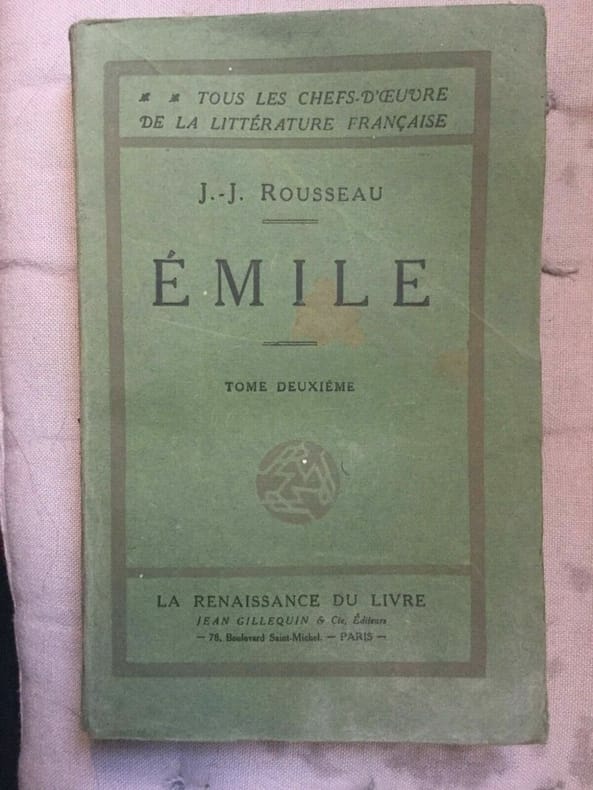 TOUS LES CHEFS-D'ŒUVRE
DE LA LITTÉRATURE FRANÇAISE
J.-J. ROUSSEAU
ÉMILE
TOME DEUXIÉME
LA RENAISSANCE DU LIVRE
JEAN GILLEQUIN & Cie, Éditeurs
— 78, Boulevard Saint-Michel. — PARIS —